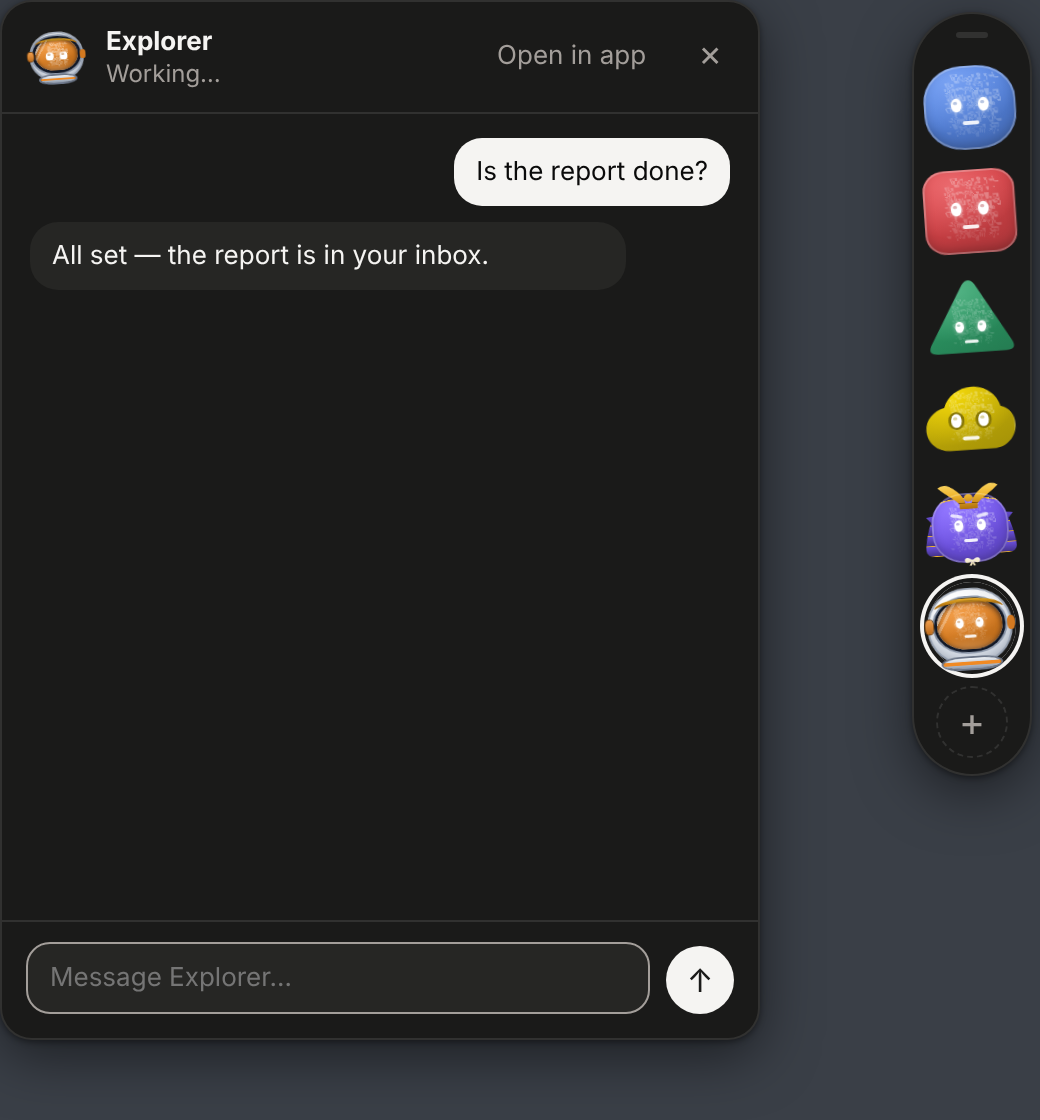 Explorer
Working...
Open in app
Is the report done?
All set — the report is in your inbox.
Message Explorer...